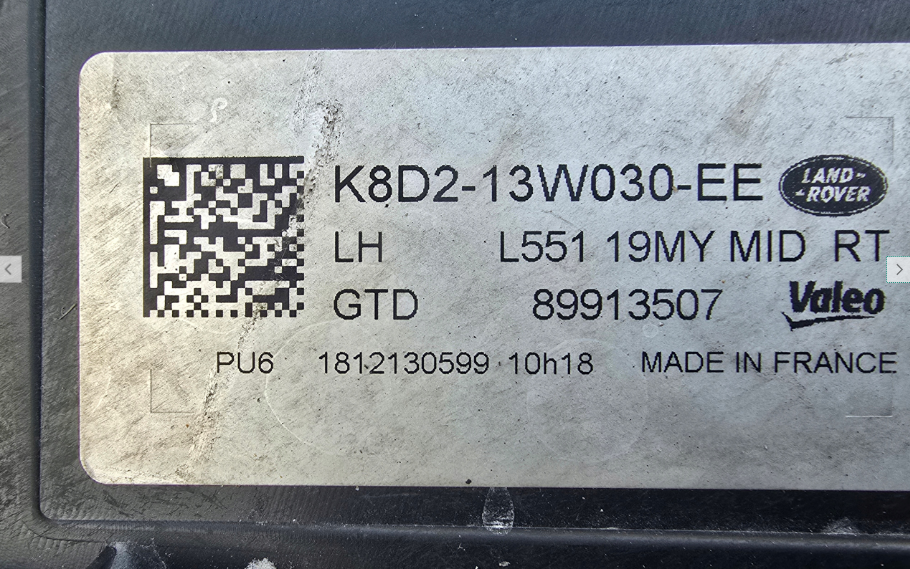 K8D2-13W030-EE LAND-ROVER
LH L551 19MY MID RT
GTD 89913507 Valeo
PU6 1812130599 10h18 MADE IN FRANCE